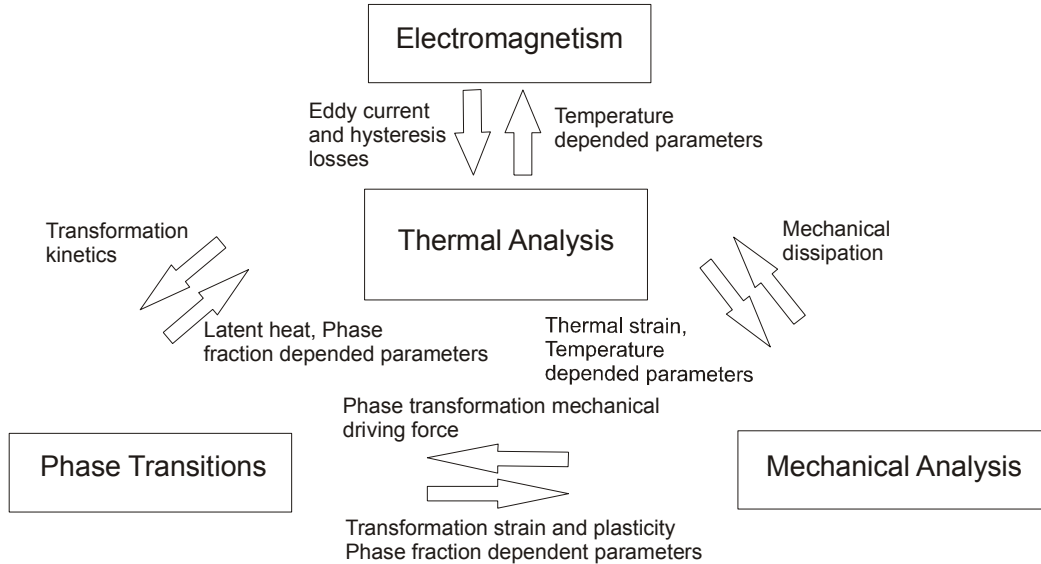 Electromagnetism
Eddy current
and hysteresis
losses
Temperature
depended parameters
Thermal Analysis
Transformation
kinetics
Mechanical
dissipation
Latent heat, Phase
fraction depended parameters
Thermal strain,
Temperature
depended parameters
Phase transformation mechanical
driving force
Phase Transitions
Mechanical Analysis
Transformation strain and plasticity
Phase fraction dependent parameters